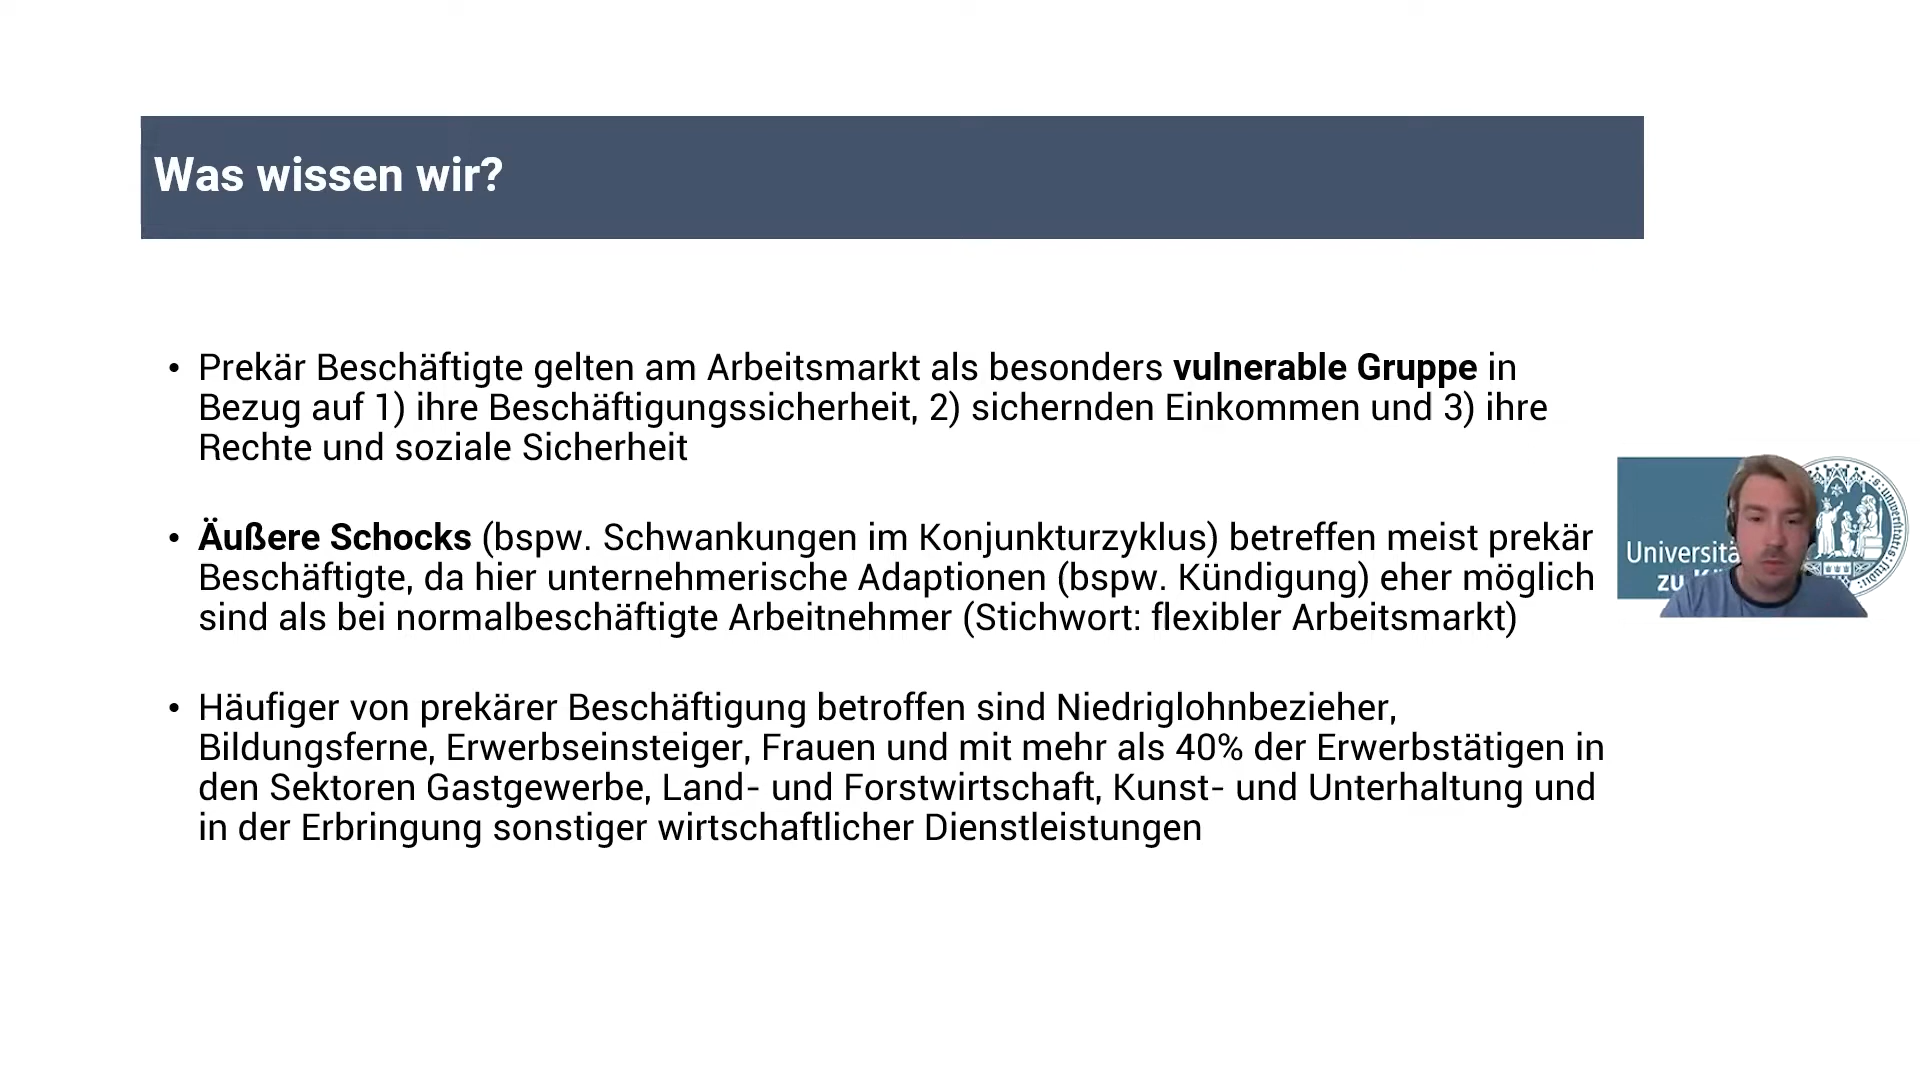 Was wissen wir?
• Prekär Beschäftigte gelten am Arbeitsmarkt als besonders vulnerable Gruppe in
Bezug auf 1) ihre Beschäftigungssicherheit, 2) sichernden Einkommen und 3) ihre
Rechte und soziale Sicherheit
• Äußere Schocks (bspw. Schwankungen im Konjunkturzyklus) betreffen meist prekär
Beschäftigte, da hier unternehmerische Adaptionen (bspw. Kündigung) eher möglich
sind als bei normalbeschäftigte Arbeitnehmer (Stichwort: flexibler Arbeitsmarkt)
• Häufiger von prekärer Beschäftigung betroffen sind Niedriglohnbezieher,
Bildungsferne, Erwerbseinsteiger, Frauen und mit mehr als 40% der Erwerbstätigen in
den Sektoren Gastgewerbe, Land- und Forstwirtschaft, Kunst- und Unterhaltung und
in der Erbringung sonstiger wirtschaftlicher Dienstleistungen
Universitä
zu